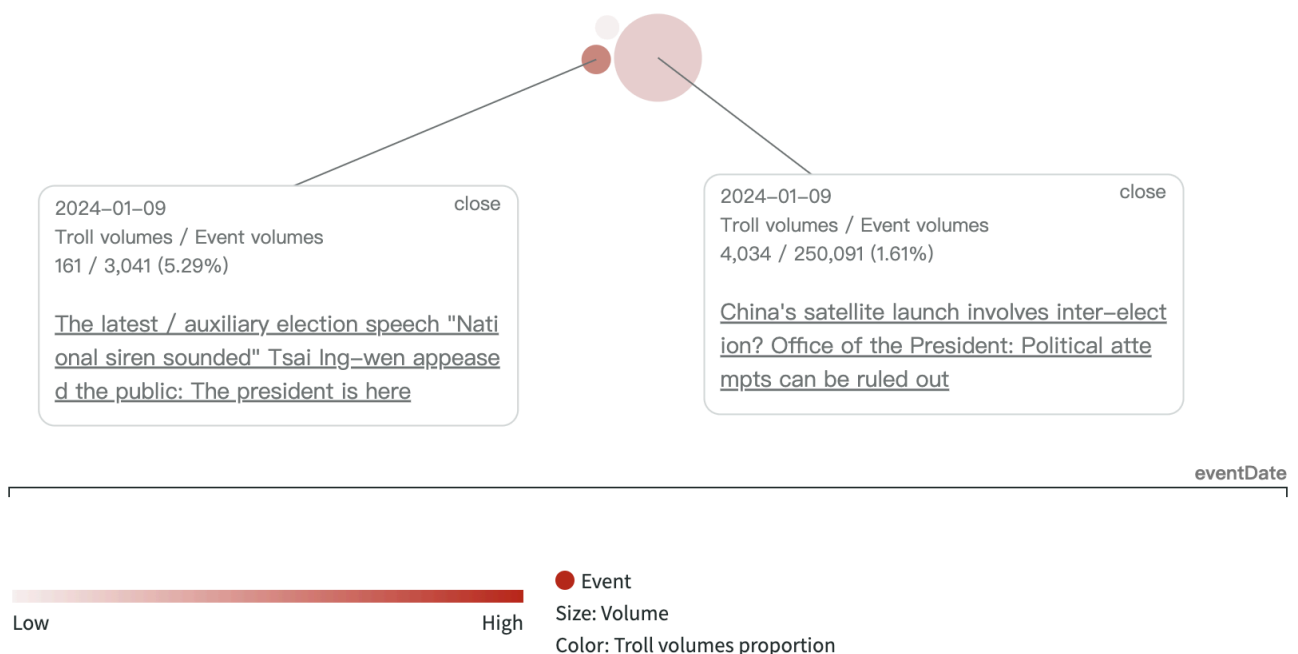 2024–01–09
close
Troll volumes / Event volumes
161 / 3,041 (5.29%)
The latest / auxiliary election speech "Nati
onal siren sounded" Tsai Ing–wen appease
d the public: The president is here
2024–01–09
close
Troll volumes / Event volumes
4,034 / 250,091 (1.61%)
China's satellite launch involves inter–elect
ion? Office of the President: Political atte
mpts can be ruled out
eventDate
Low
High
Event
Size: Volume
Color: Troll volumes proportion